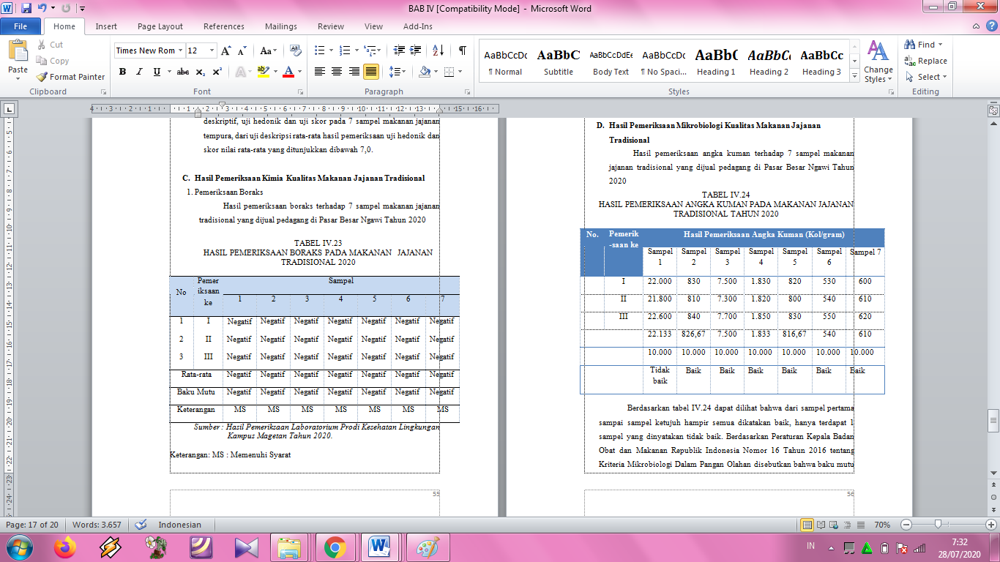 BAB IV [Compatibility Mode] - Microsoft Word
File Home Insert Page Layout References Mailings Review View Add-Ins
Paste
Cut
Copy
Format Painter
Clipboard
Times New Rom 12
Font
Paragraph
AaBbCcDc AaBbC AaBbCcDdEe AaBbCcDc AaBbC AaBbCc AaBbCc
¶ Normal Subtitle Body Text ¶ No Spaci... Heading 1 Heading 2 Heading 3
Styles
Change Styles
Find
Replace
Select
Editing
deskriptif, uji hedonik dan uji skor pada 7 sampel makanan jajanan
tempura, dari uji deskripsi rata-rata hasil pemeriksaan uji hedonik dan
skor nilai rata-rata yang ditunjukkan dibawah 7,0.
C. Hasil Pemeriksaan Kimia Kualitas Makanan Jajanan Tradisional
1. Pemeriksaan Boraks
Hasil pemeriksaan boraks terhadap 7 sampel makanan jajanan
tradisional yang dijual pedagang di Pasar Besar Ngawi Tahun 2020
TABEL IV.23
HASIL PEMERIKSAAN BORAKS PADA MAKANAN JAJANAN
TRADISIONAL 2020
No Pemer iksaan ke Sampel
1 2 3 4 5 6 7
1 I Negatif Negatif Negatif Negatif Negatif Negatif Negatif
2 II Negatif Negatif Negatif Negatif Negatif Negatif Negatif
3 III Negatif Negatif Negatif Negatif Negatif Negatif Negatif
Rata-rata Negatif Negatif Negatif Negatif Negatif Negatif Negatif
Baku Mutu Negatif Negatif Negatif Negatif Negatif Negatif Negatif
Keterangan MS MS MS MS MS MS MS
Sumber : Hasil Pemeriksaan Laboratorium Prodi Kesehatan Lingkungan
Kampus Magetan Tahun 2020.
Keterangan: MS : Memenuhi Syarat
55
D. Hasil Pemeriksaan Mikrobiologi Kualitas Makanan Jajanan
Tradisional
Hasil pemeriksaan angka kuman terhadap 7 sampel makanan
jajanan tradisional yang dijual pedagang di Pasar Besar Ngawi Tahun
2020
TABEL IV.24
HASIL PEMERIKSAAN ANGKA KUMAN PADA MAKANAN JAJANAN
TRADISIONAL TAHUN 2020
No. Pemerik -saan ke Hasil Pemeriksaan Angka Kuman (Kol/gram)
Sampel 1 Sampel 2 Sampel 3 Sampel 4 Sampel 5 Sampel 6 Sampel 7
I 22.000 830 7.500 1.830 820 530 600
II 21.800 810 7.300 1.820 800 540 610
III 22.600 840 7.700 1.850 830 550 620
22.133 826,67 7.500 1.833 816,67 540 610
10.000 10.000 10.000 10.000 10.000 10.000 10.000
Tidak baik Baik Baik Baik Baik Baik Baik
Berdasarkan tabel IV.24 dapat dilihat bahwa dari sampel pertama
sampai sampel ketujuh hampir semua dikatakan baik, hanya terdapat 1
sampel yang dinyatakan tidak baik. Berdasarkan Peraturan Kepala Badan
Obat dan Makanan Republik Indonesia Nomor 16 Tahun 2016 tentang
Kriteria Mikrobiologi Dalam Pangan Olahan disebutkan bahwa baku mutu
56
Page: 17 of 20 Words: 3.657 Indonesian 70%
IN 7:32
28/07/2020